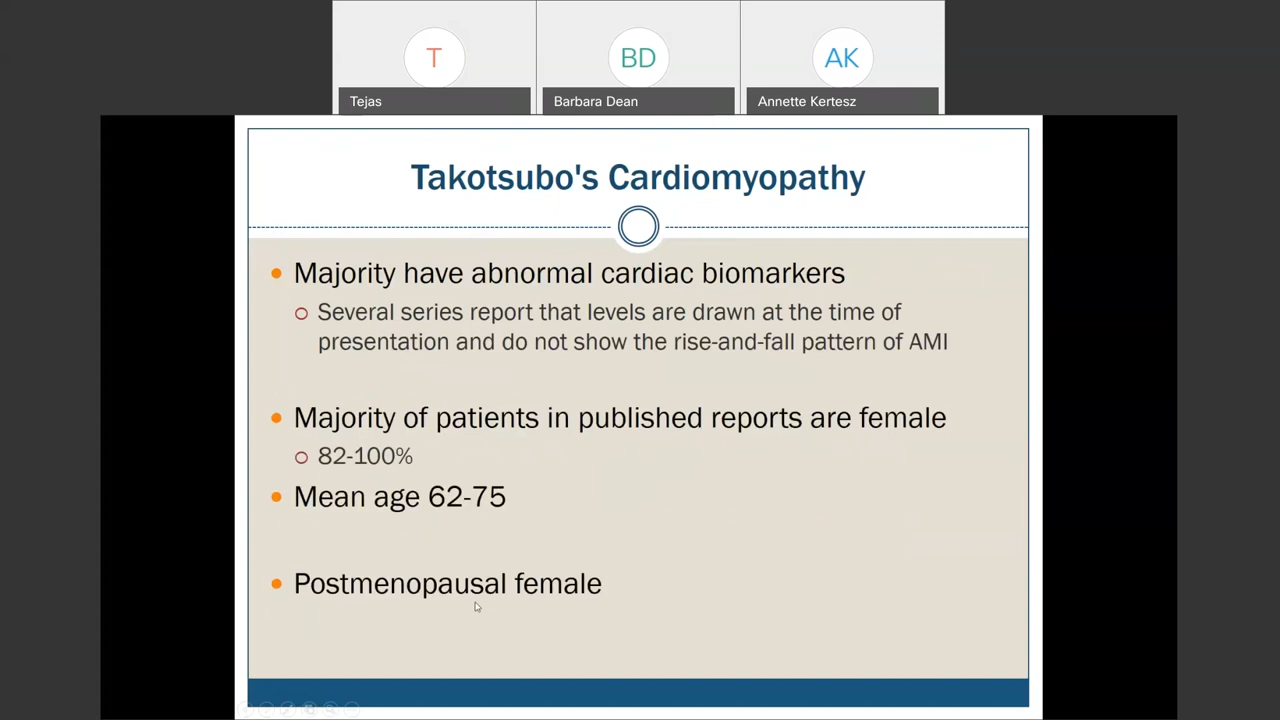 T
BD
AK
Tejas
Barbara Dean
Annette Kertesz
Takotsubo's Cardiomyopathy
Majority have abnormal cardiac biomarkers
Several series report that levels are drawn at the time of
presentation and do not show the rise-and-fall pattern of AMI
Majority of patients in published reports are female
82-100%
Mean age 62-75
Postmenopausal female